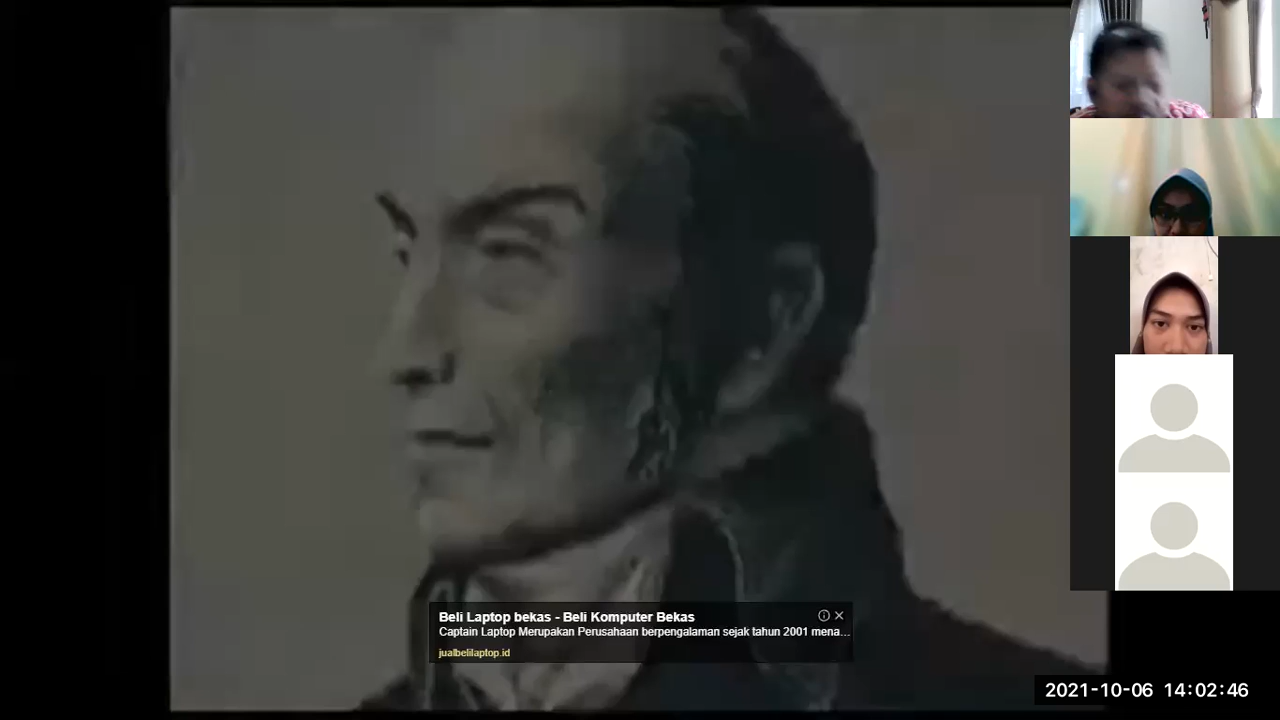 Beli Laptop bekas - Beli Komputer Bekas
Captain Laptop Merupakan Perusahaan berpengalaman sejak tahun 2001 mena...
jualbelilaptop.id
2021-10-06 14:02:46